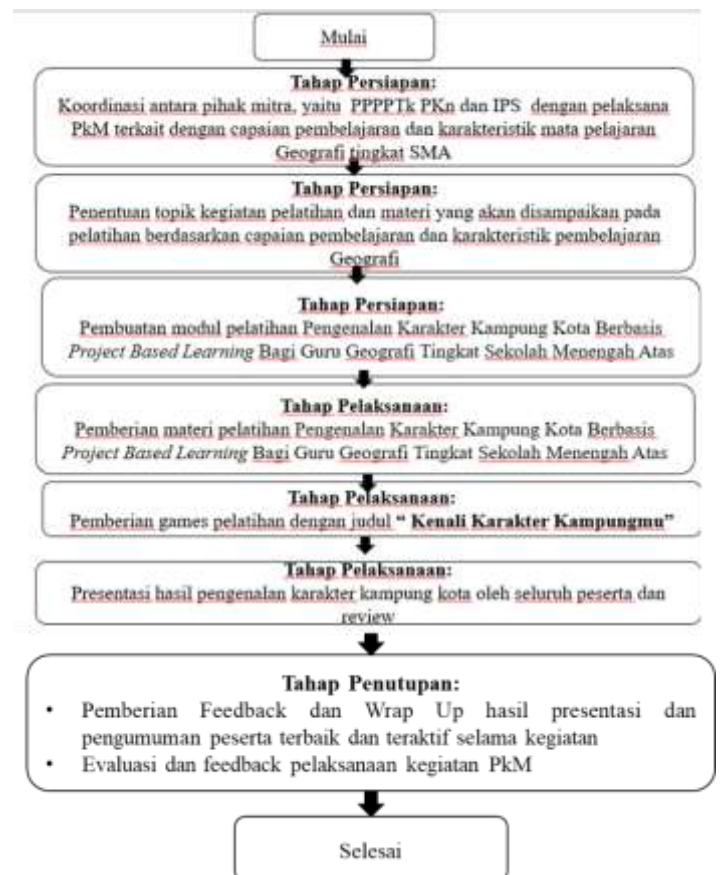 Mulai
Tahap Persiapan:
Koordinasi antara pihak mitra, yaitu PPPPTk PKn dan IPS dengan pelaksana
PkM terkait dengan capaian pembelajaran dan karakteristik mata pelajaran
Geografi tingkat SMA
Tahap Persiapan:
Penentuan topik kegiatan pelatihan dan materi yang akan disampaikan pada
pelatihan berdasarkan capaian pembelajaran dan karakteristik pembelajaran
Geografi
Tahap Persiapan:
Pembuatan modul pelatihan Pengenalan Karakter Kampung Kota Berbasis
Project Based Learning Bagi Guru Geografi Tingkat Sekolah Menengah Atas
Tahap Pelaksanaan:
Pemberian materi pelatihan Pengenalan Karakter Kampung Kota Berbasis
Project Based Learning Bagi Guru Geografi Tingkat Sekolah Menengah Atas
Tahap Pelaksanaan:
Pemberian games pelatihan dengan judul “ Kenali Karakter Kampungmu”
Tahap Pelaksanaan:
Presentasi hasil pengenalan karakter kampung kota oleh seluruh peserta dan
review
Tahap Penutupan:
• Pemberian Feedback dan Wrap Up hasil presentasi dan
pengumuman peserta terbaik dan teraktif selama kegiatan
• Evaluasi dan feedback pelaksanaan kegiatan PkM
Selesai